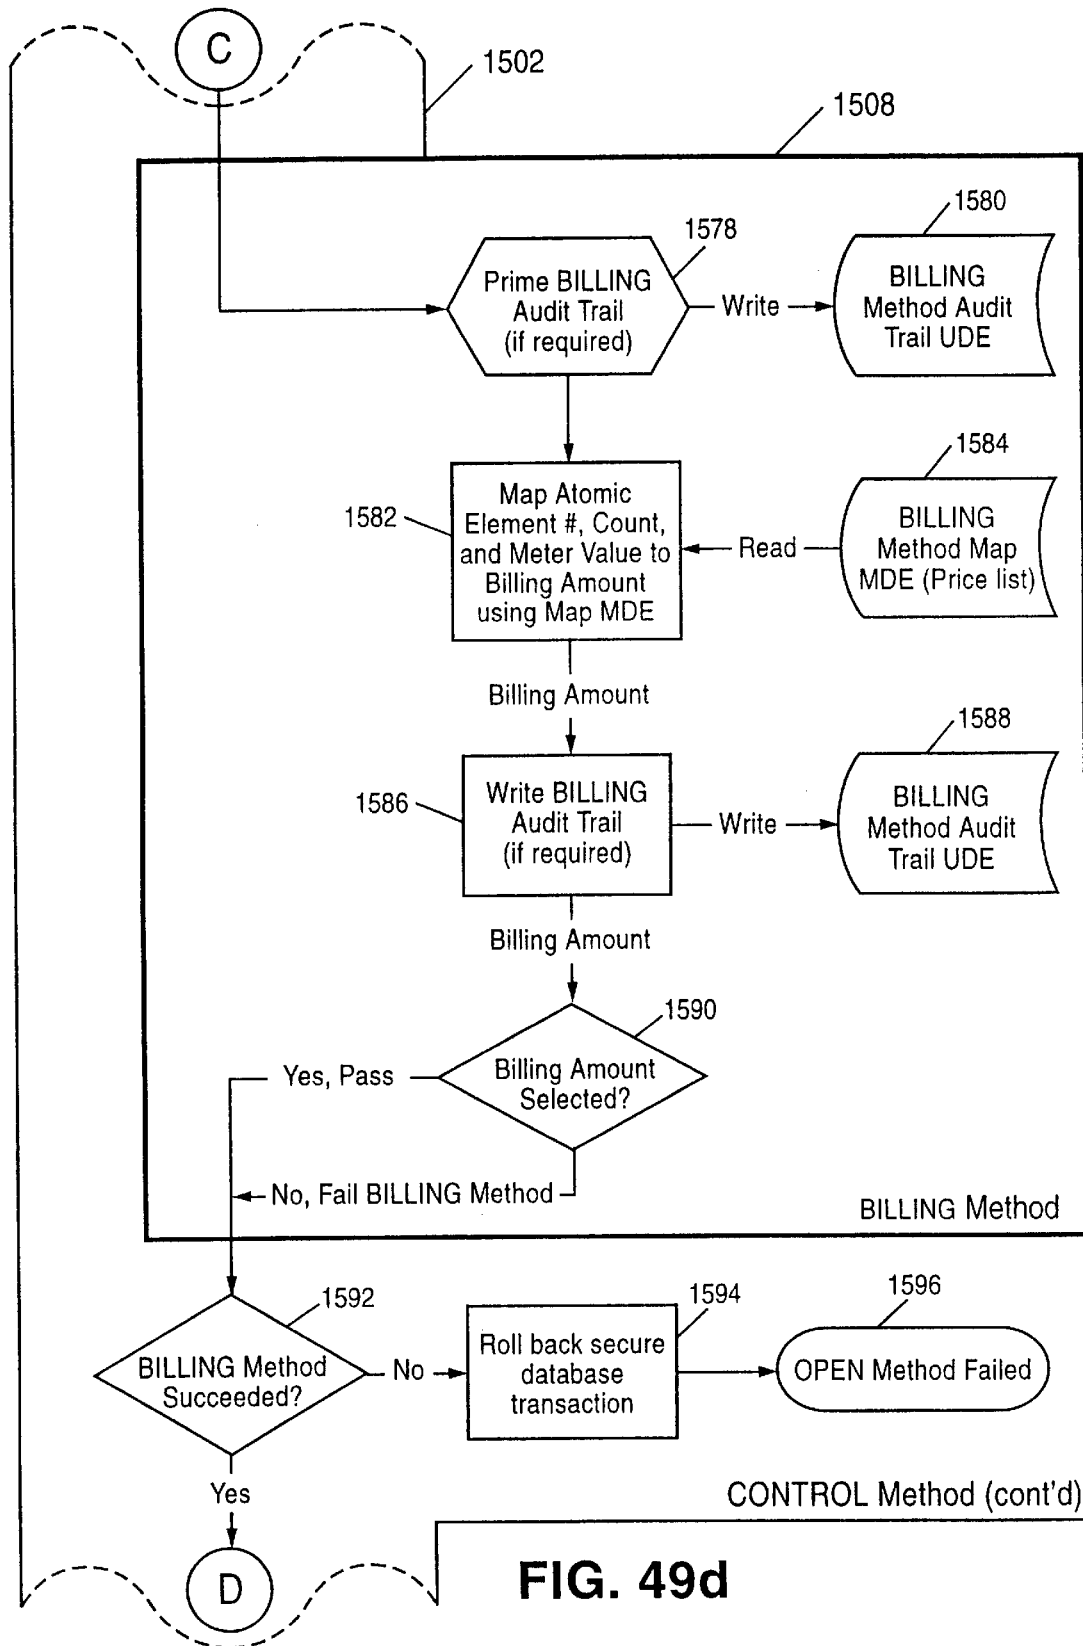 C
1502
1508
1578
Prime BILLING
Audit Trail
(if required)
Write
1580
BILLING
Method Audit
Trail UDE
1582
Map Atomic
Element #, Count,
and Meter Value to
Billing Amount
using Map MDE
Read
1584
BILLING
Method Map
MDE (Price list)
Billing Amount
1586
Write BILLING
Audit Trail
(if required)
Write
1588
BILLING
Method Audit
Trail UDE
Billing Amount
1590
Billing Amount
Selected?
Yes, Pass
No, Fail BILLING Method
BILLING Method
1592
BILLING Method
Succeeded?
No
1594
Roll back secure
database
transaction
1596
OPEN Method Failed
Yes
CONTROL Method (cont'd)
D
FIG. 49d